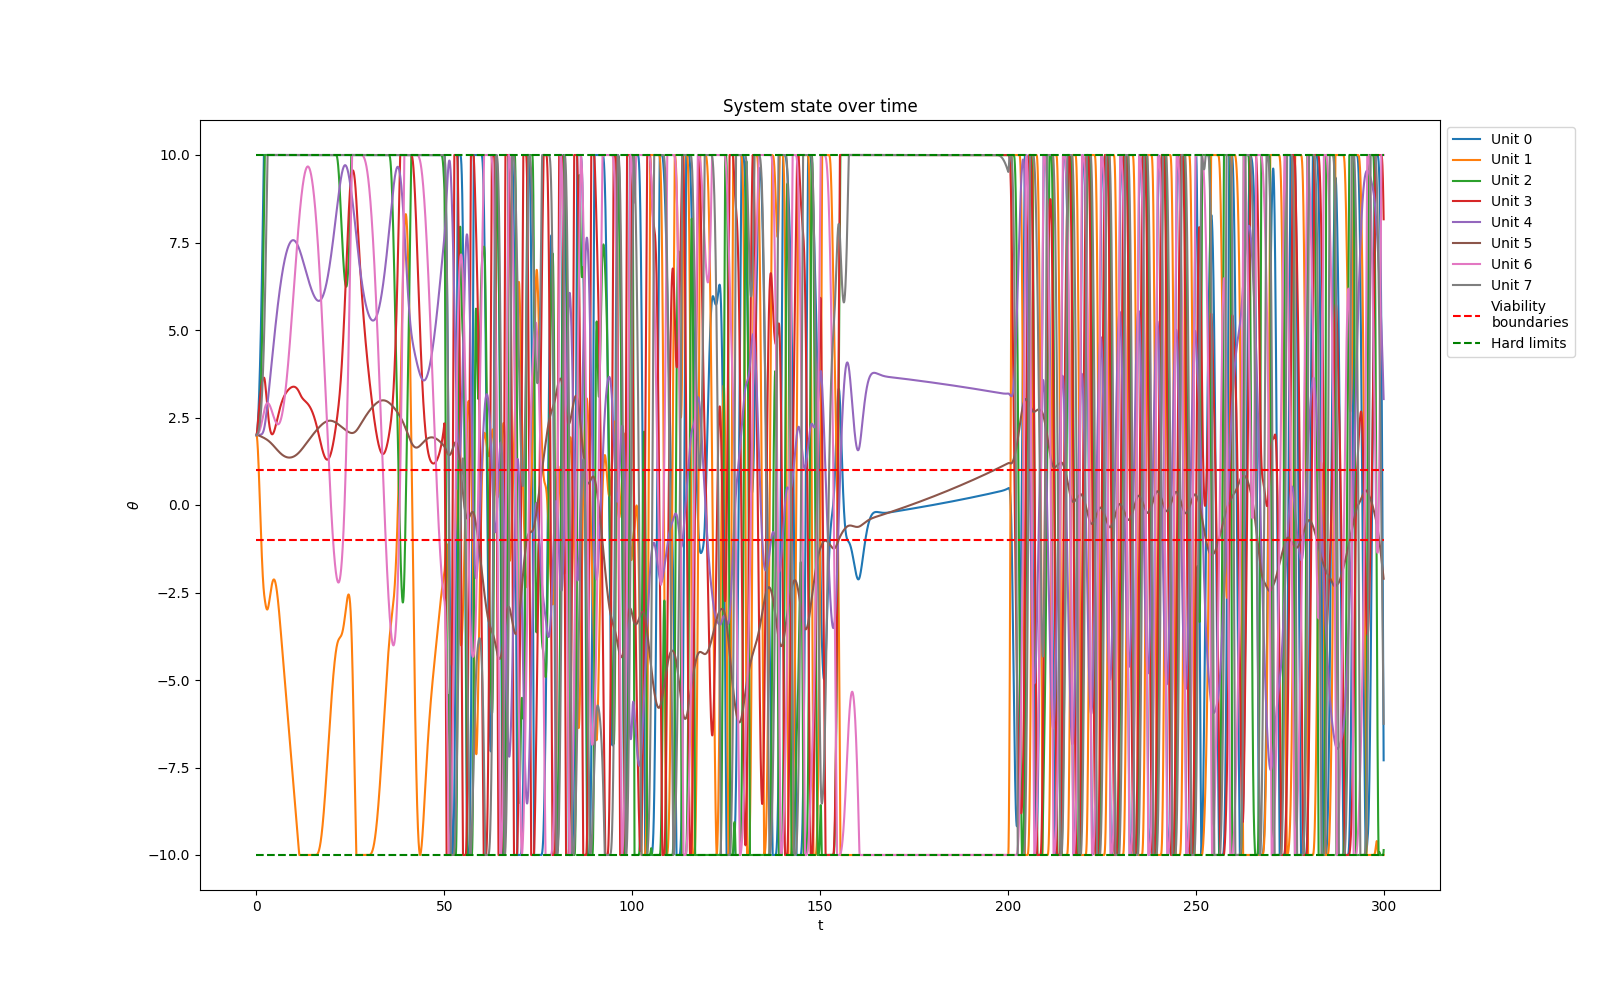 System state over time
10.0
7.5
5.0
2.5
0.0
−2.5
−5.0
−7.5
−10.0
θ
0
50
100
150
200
250
300
t
Unit 0
Unit 1
Unit 2
Unit 3
Unit 4
Unit 5
Unit 6
Unit 7
Viability
boundaries
Hard limits